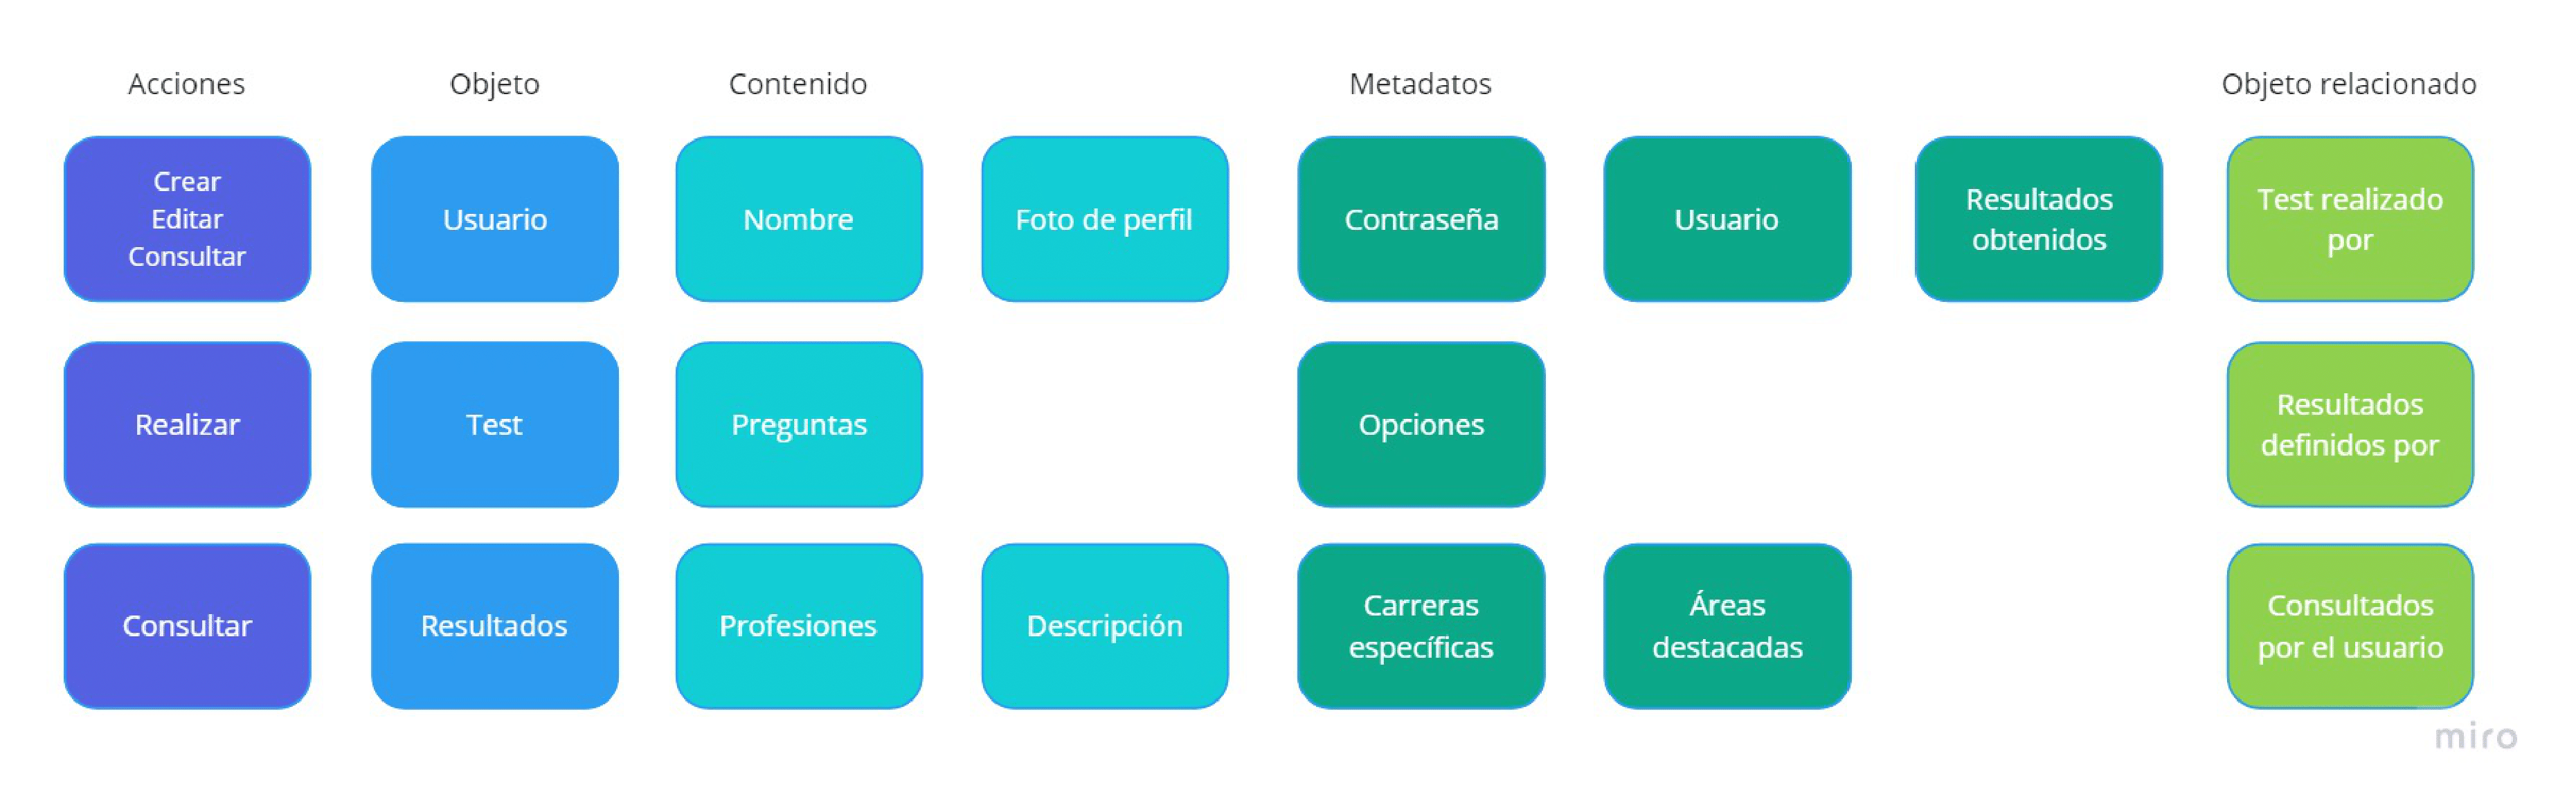 Acciones
Objeto
Contenido
Metadatos
Objeto relacionado
Crear
Editar
Consultar
Usuario
Nombre
Foto de perfil
Contraseña
Usuario
Resultados
obtenidos
Test realizado
por
Realizar
Test
Preguntas
Opciones
Resultados
definidos por
Consultar
Resultados
Profesiones
Descripción
Carreras
específicas
Áreas
destacadas
Consultados
por el usuario
miro